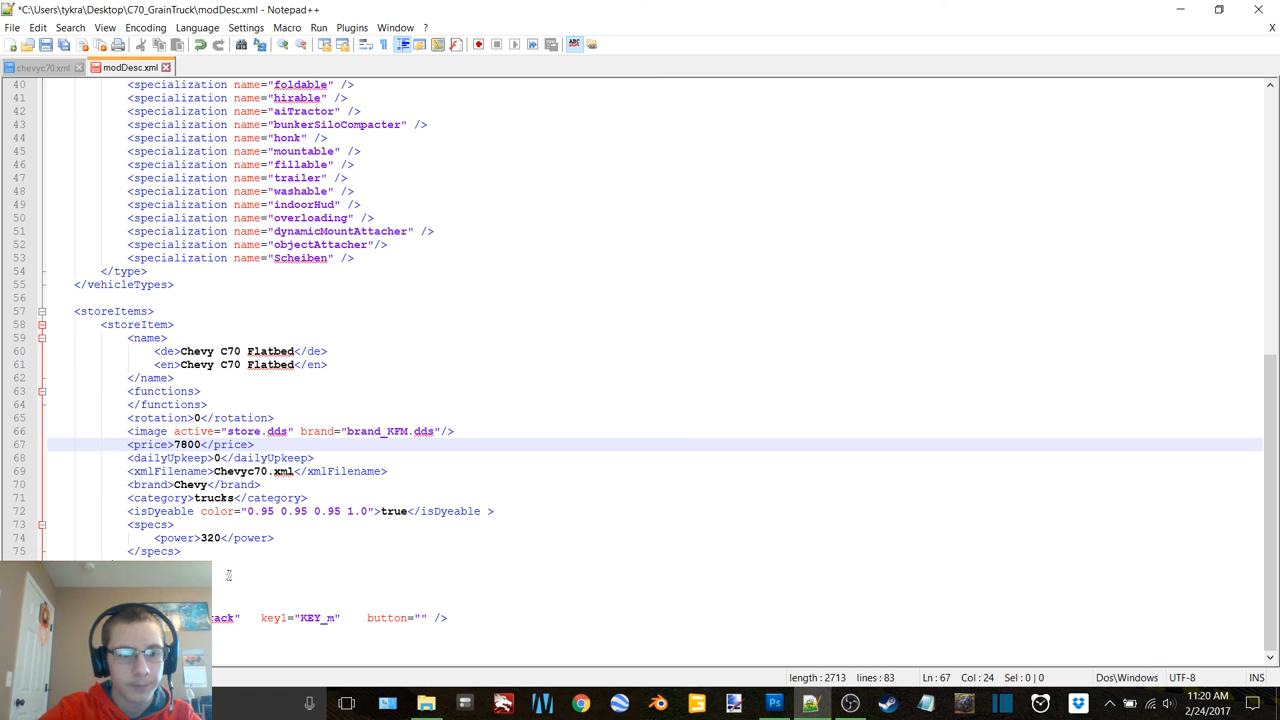 *C:\Users\tykra\Desktop\C70_GrainTruck\modDesc.xml - Notepad++
File Edit Search View Encoding Language Settings Macro Run Plugins Window ?
chevyc70.xml modDesc.xml
40 <specialization name="foldable" />
41 <specialization name="hirable" />
42 <specialization name="aiTractor" />
43 <specialization name="bunkerSiloCompacter" />
44 <specialization name="honk" />
45 <specialization name="mountable" />
46 <specialization name="fillable" />
47 <specialization name="trailer" />
48 <specialization name="washable" />
49 <specialization name="indoorHud" />
50 <specialization name="overloading" />
51 <specialization name="dynamicMountAttacher" />
52 <specialization name="objectAttacher"/>
53 <specialization name="Scheiben" />
54 </type>
55 </vehicleTypes>
56
57 <storeItems>
58 <storeItem>
59 <name>
60 <de>Chevy C70 Flatbed</de>
61 <en>Chevy C70 Flatbed</en>
62 </name>
63 <functions>
64 </functions>
65 <rotation>0</rotation>
66 <image active="store.dds" brand="brand_KFM.dds"/>
67 <price>7800</price>
68 <dailyUpkeep>0</dailyUpkeep>
69 <xmlFilename>Chevyc70.xml</xmlFilename>
70 <brand>Chevy</brand>
71 <category>trucks</category>
72 <isDyeable color="0.95 0.95 0.95 1.0">true</isDyeable >
73 <specs>
74 <power>320</power>
75 </specs>
ack" key1="KEY_m" button="" />
length : 2713 lines : 83 Ln : 67 Col : 24 Dos\Windows UTF-8 INS
11:20 AM
2/24/2017